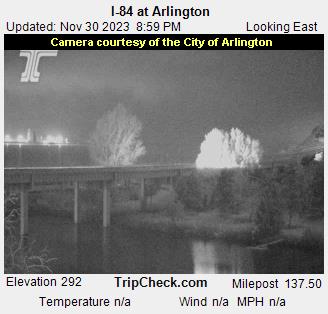 I-84 at Arlington
Updated: Nov 30 2023 8:59 PM Looking East
Camera courtesy of the City of Arlington
Elevation 292 TripCheck.com Milepost 137.50
Temperature n/a Wind n/a MPH n/a